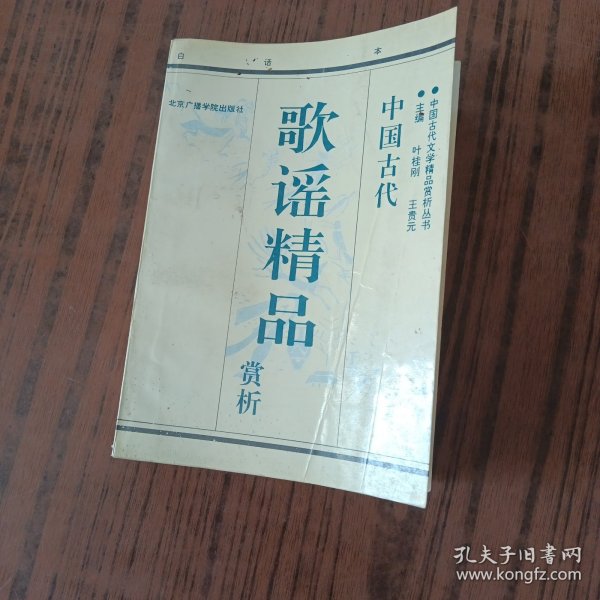 白话本
中国古代文学精品赏析丛书
主编 叶桂刚 王贵元
中国古代
歌谣精品
赏析
北京广播学院出版社
孔夫子旧书网
www.kongfz.com